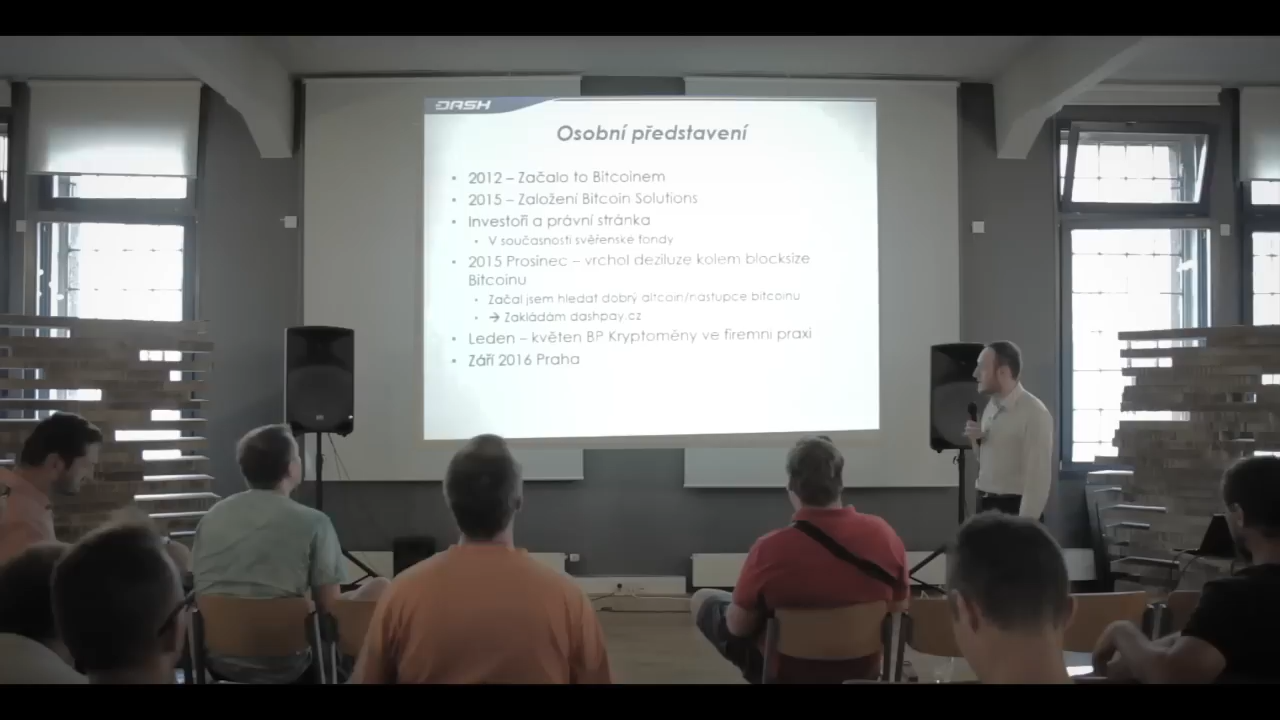 DASH
Osobní představení
• 2012 – Začalo to Bitcoinem
• 2015 – Založení Bitcoin Solutions
• Investoři a právní stránka
• V současnosti svěřenské fondy
• 2015 Prosinec – vrchol deziluze kolem blocksize
Bitcoinu
• Začal jsem hledat dobrý altcoin/nástupce bitcoinu
• → Zakládám dashpay.cz
• Leden – květen BP Kryptoměny ve firemní praxi
• Září 2016 Praha